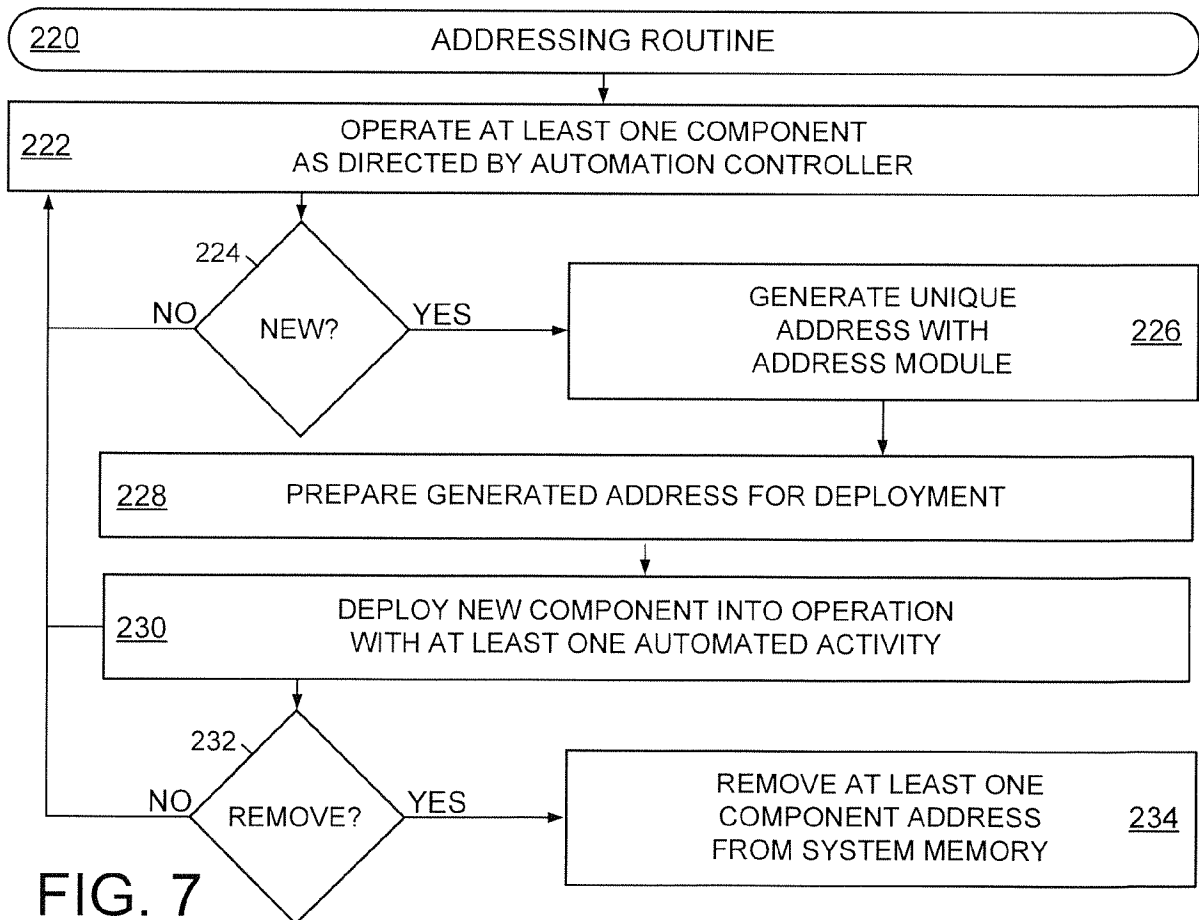 220 ADDRESSING ROUTINE
222 OPERATE AT LEAST ONE COMPONENT
AS DIRECTED BY AUTOMATION CONTROLLER
224
NO NEW? YES
GENERATE UNIQUE
ADDRESS WITH
ADDRESS MODULE
226
228 PREPARE GENERATED ADDRESS FOR DEPLOYMENT
230 DEPLOY NEW COMPONENT INTO OPERATION
WITH AT LEAST ONE AUTOMATED ACTIVITY
232
NO REMOVE? YES
REMOVE AT LEAST ONE
COMPONENT ADDRESS
FROM SYSTEM MEMORY
234
FIG. 7